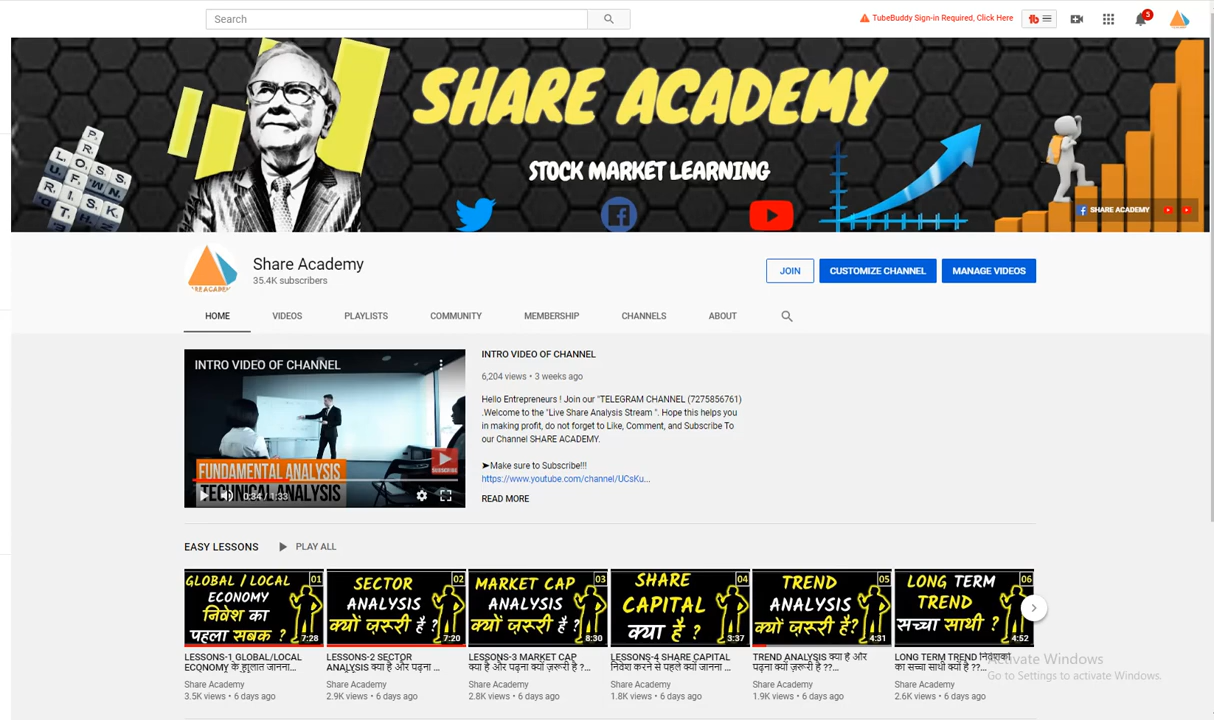 Search
TubeBuddy Sign-in Required, Click Here
5
SHARE ACADEMY
STOCK MARKET LEARNING
SHARE ACADEMY
Share Academy
35.4K subscribers
JOIN
CUSTOMIZE CHANNEL
MANAGE VIDEOS
HOME
VIDEOS
PLAYLISTS
COMMUNITY
MEMBERSHIP
CHANNELS
ABOUT
INTRO VIDEO OF CHANNEL
FUNDAMENTAL ANALYSIS
TECHNICAL ANALYSIS
0:34 / 1:33
INTRO VIDEO OF CHANNEL
6,204 views • 3 weeks ago
Hello Entrepreneurs ! Join our "TELEGRAM CHANNEL (7275856761)
.Welcome to the "Live Share Analysis Stream ". Hope this helps you
in making profit, do not forget to Like, Comment, and Subscribe To
our Channel SHARE ACADEMY.
➤Make sure to Subscribe!!!
https://www.youtube.com/channel/UCsKu...
READ MORE
EASY LESSONS
PLAY ALL
GLOBAL / LOCAL
01
ECONOMY
निवेश का
पहला सबक ?
7:28
LESSONS-1 GLOBAL/LOCAL
ECONOMY के हालात जानना...
Share Academy
3.5K views • 6 days ago
SECTOR
02
ANALYSIS
क्यों ज़रूरी है ?
7:20
LESSONS-2 SECTOR
ANALYSIS क्या है और पढ़ना ...
Share Academy
2.9K views • 6 days ago
MARKET CAP
03
ANALYSIS
क्यों ज़रूरी है ?
8:30
LESSONS-3 MARKET CAP
क्या है और पढ़ना क्यों ज़रूरी है ?...
Share Academy
2.8K views • 6 days ago
SHARE
04
CAPITAL
क्या है ?
3:37
LESSONS-4 SHARE CAPITAL
निवेश करने से पहले क्यों जानना ...
Share Academy
1.8K views • 6 days ago
TREND
05
ANALYSIS
क्यों ज़रूरी है?
4:31
TREND ANALYSIS क्या है और
पढ़ना क्यों ज़रूरी है ??...
Share Academy
1.9K views • 6 days ago
LONG TERM
06
TREND
सच्चा साथी ?
4:52
LONG TERM TREND निवेशकों
का सच्चा साथी क्यों है ??...
Share Academy
2.6K views • 6 days ago
Activate Windows
Go to Settings to activate Windows.